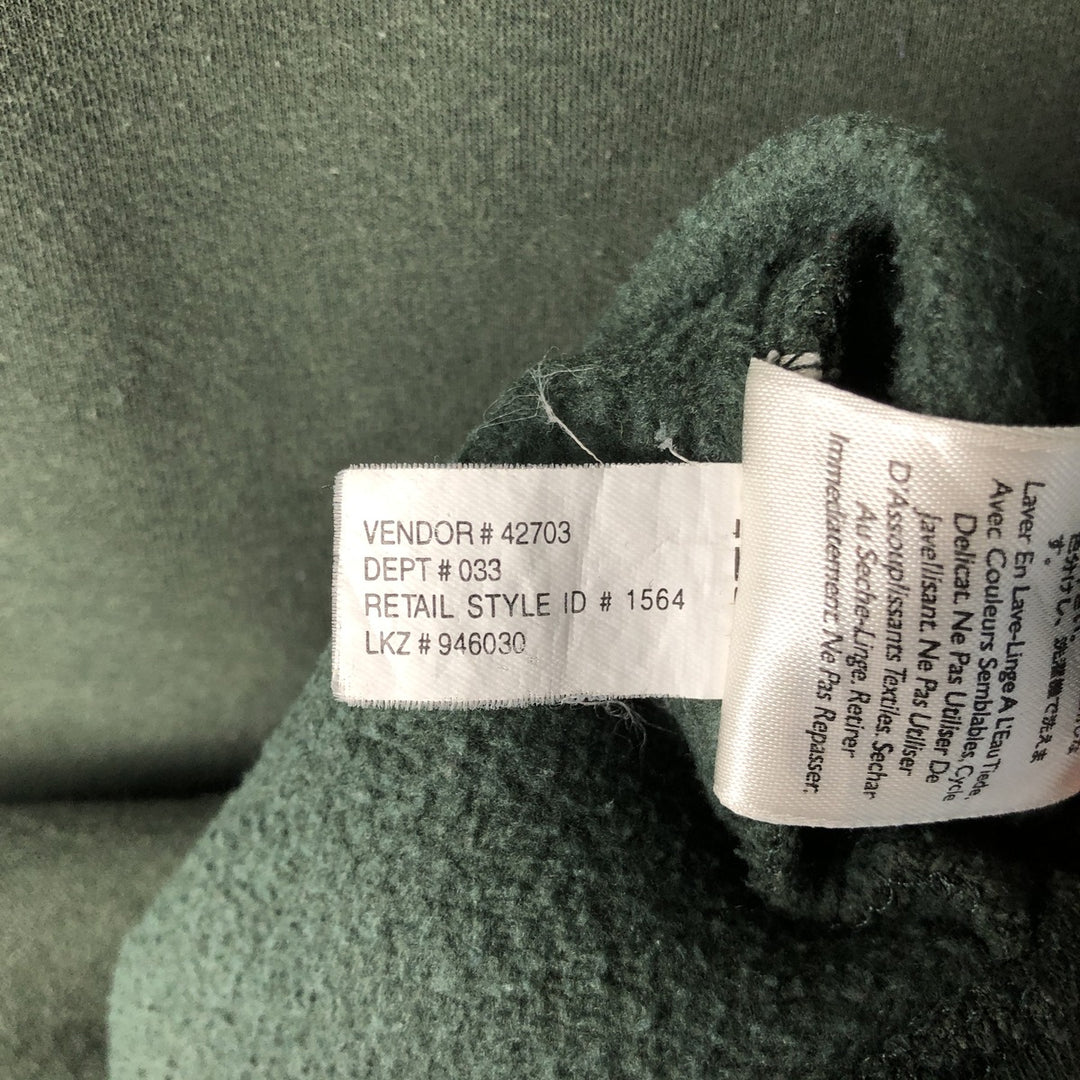 VENDOR # 42703
DEPT # 033
RETAIL STYLE ID # 1564
LKZ # 946030
す。
Laver En Lave-Linge A L'Eau Tiede,
Avec Couleurs Semblables, Cycle
Delicat. Ne Pas Utiliser De
Javellisant. Ne Pas Utiliser
D Assouplissants Textiles. Sechar
Au Seche-Linge. Retirer
Immediatement. Ne Pas Repasser.